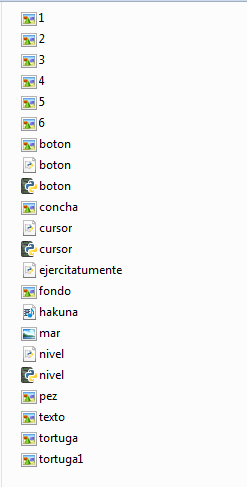 1
2
3
4
5
6
boton
boton
boton
concha
cursor
cursor
ejercitatumente
fondo
hakuna
mar
nivel
nivel
pez
texto
tortuga
tortuga1